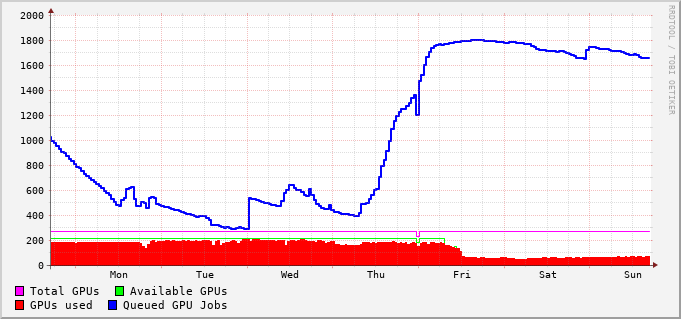 2000
1800
1600
1400
1200
1000
800
600
400
200
0
Mon Tue Wed Thu Fri Sat Sun
Total GPUs Available GPUs
GPUs used Queued GPU Jobs
RRDTOOL / TOBI OETIKER